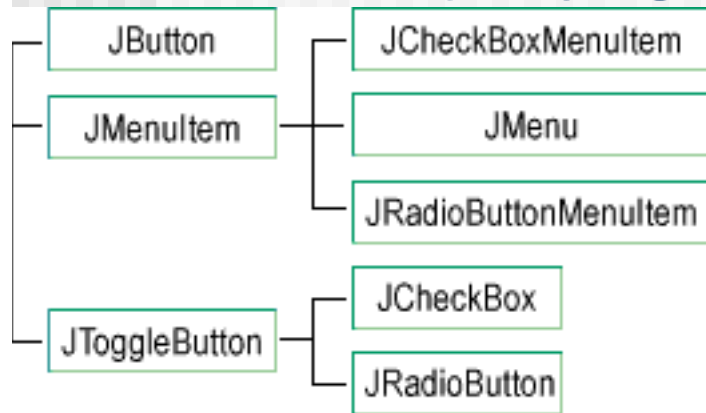 JButton
JCheckBoxMenuItem
JMenuItem
JMenu
JRadioButtonMenuItem
JToggleButton
JCheckBox
JRadioButton